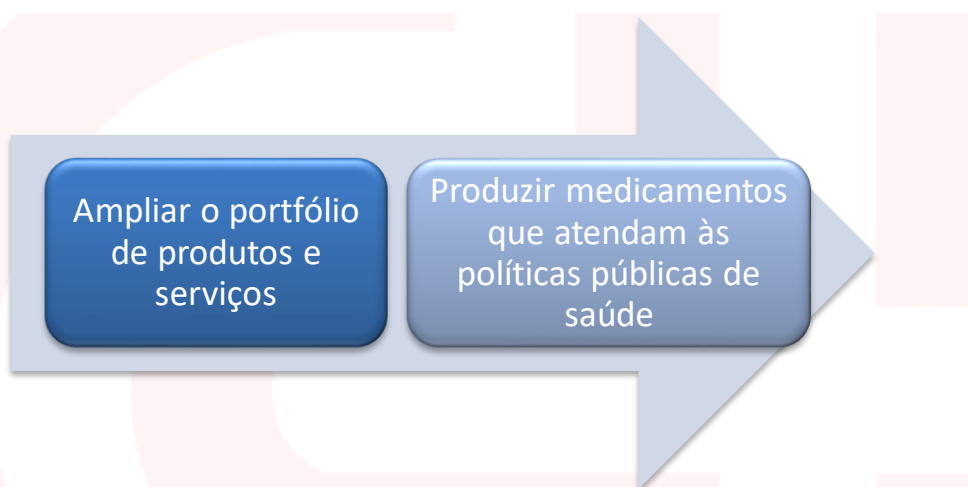 Ampliar o portfólio
de produtos e
serviços
Produzir medicamentos
que atendam às
políticas públicas de
saúde